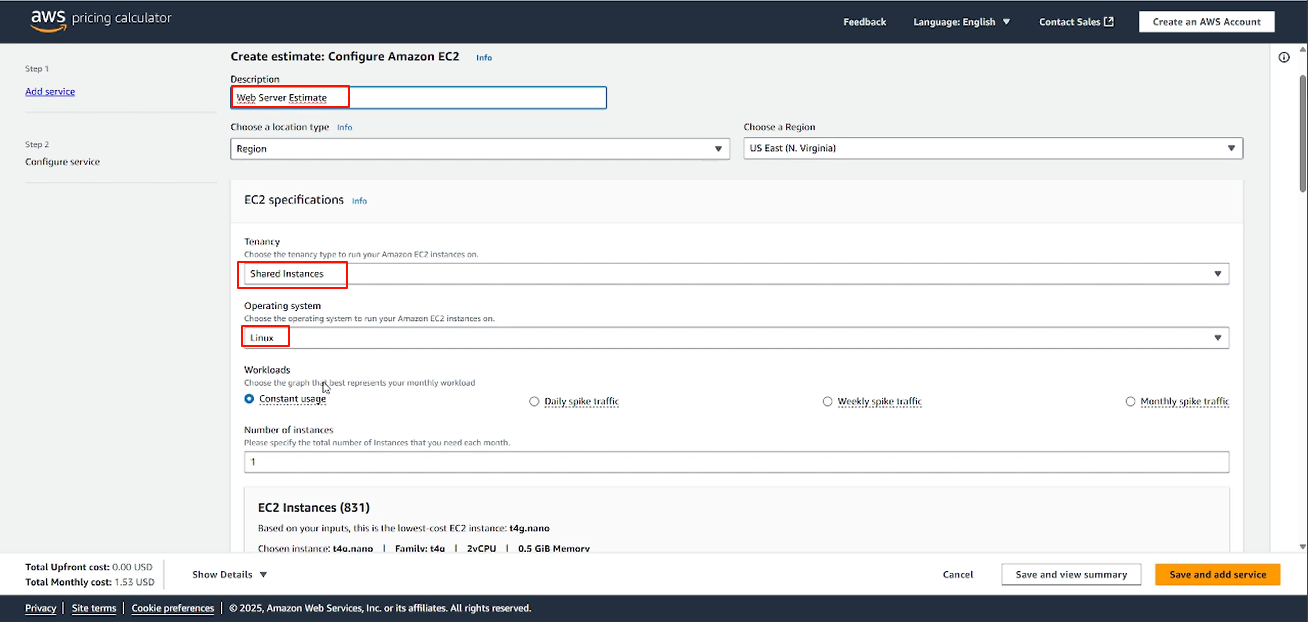 aws pricing calculator
Feedback
Language: English
Contact Sales
Create an AWS Account
Step 1
Add service
Step 2
Configure service
Create estimate: Configure Amazon EC2 Info
Description
Web Server Estimate
Choose a location type Info
Region
Choose a Region
US East (N. Virginia)
EC2 specifications Info
Tenancy
Choose the tenancy type to run your Amazon EC2 instances on.
Shared Instances
Operating system
Choose the operating system to run your Amazon EC2 instances on.
Linux
Workloads
Choose the graph that best represents your monthly workload
Constant usage
Daily spike traffic
Weekly spike traffic
Monthly spike traffic
Number of instances
Please specify the total number of instances that you need each month.
1
EC2 Instances (831)
Based on your inputs, this is the lowest-cost EC2 instance: t4g.nano
Chosen instance: t4g.nano | Family: t4g | 2vCPU | 0.5 GiB Memory
Total Upfront cost: 0.00 USD
Total Monthly cost: 1.53 USD
Show Details
Cancel
Save and view summary
Save and add service
Privacy | Site terms | Cookie preferences | © 2025, Amazon Web Services, Inc. or its affiliates. All rights reserved.